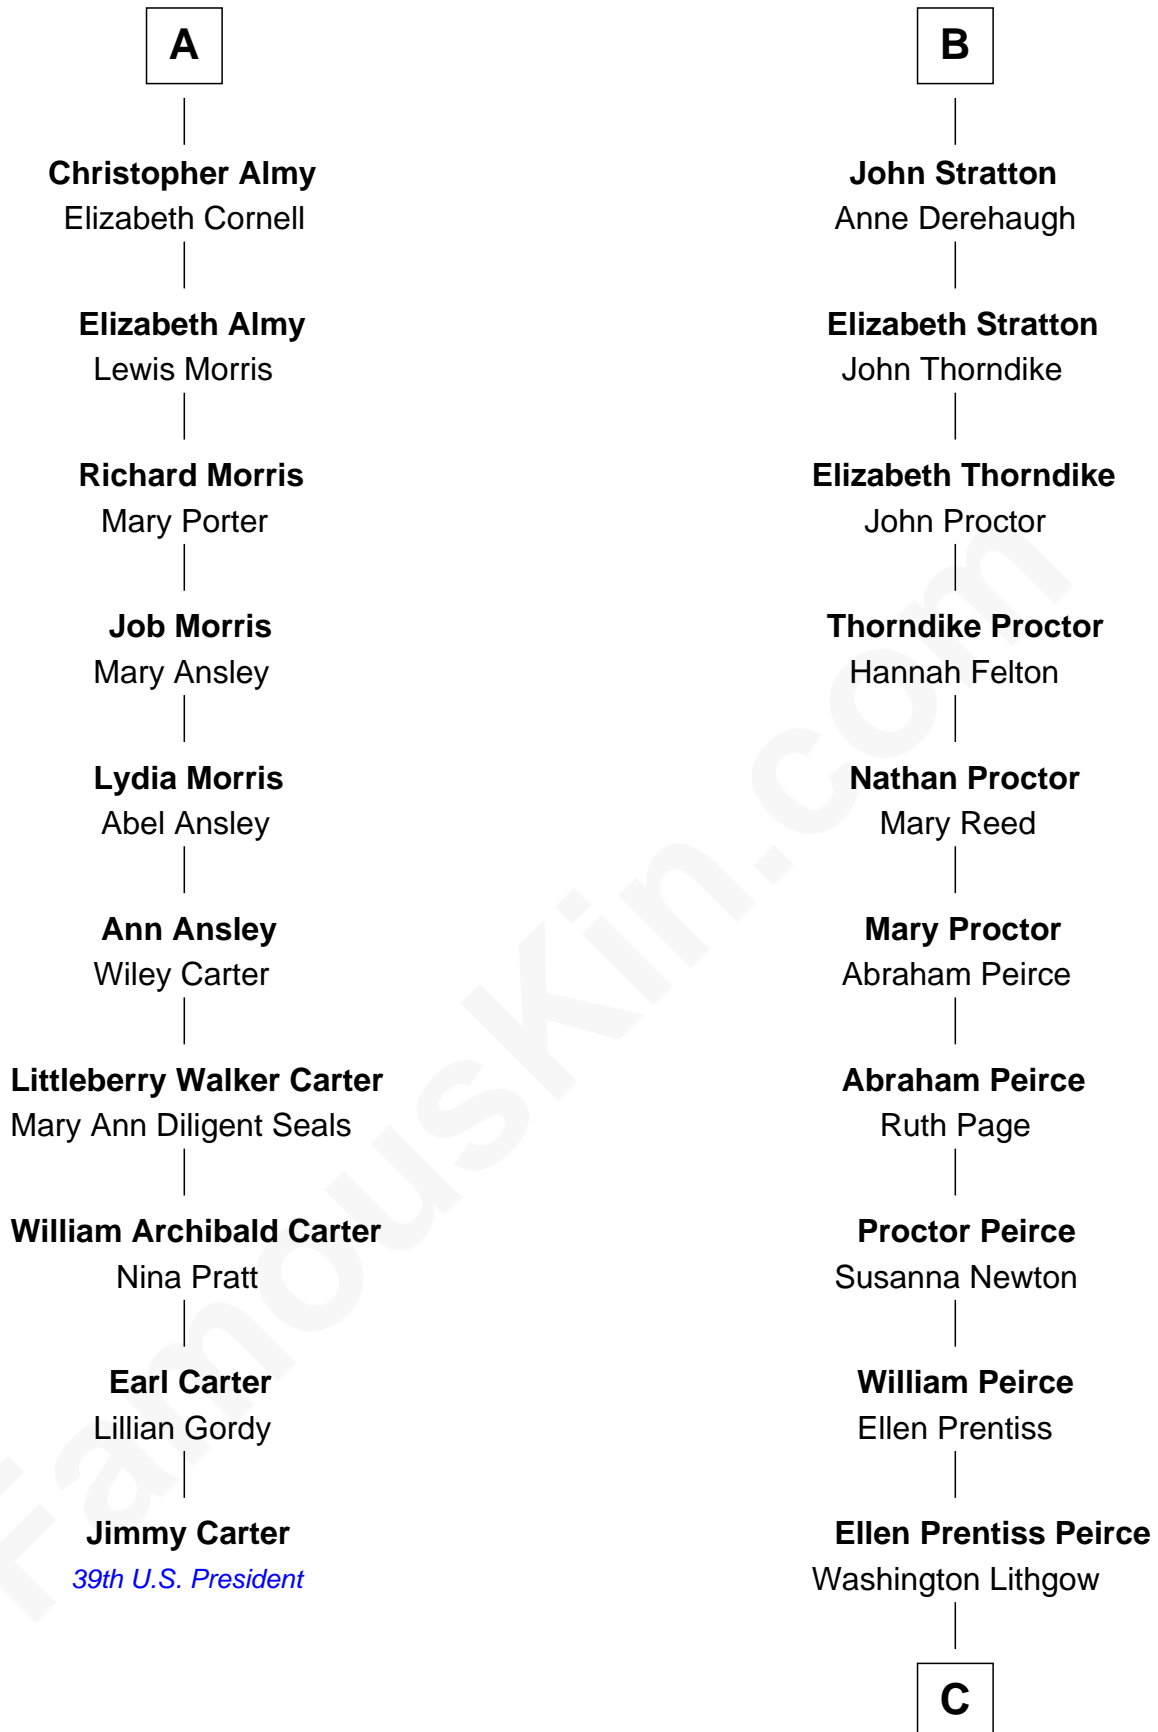 A
Christopher Almy
Elizabeth Cornell
Elizabeth Almy
Lewis Morris
Richard Morris
Mary Porter
Job Morris
Mary Ansley
Lydia Morris
Abel Ansley
Ann Ansley
Wiley Carter
Littleberry Walker Carter
Mary Ann Diligent Seals
William Archibald Carter
Nina Pratt
Earl Carter
Lillian Gordy
Jimmy Carter
39th U.S. President
B
John Stratton
Anne Derehaugh
Elizabeth Stratton
John Thorndike
Elizabeth Thorndike
John Proctor
Thorndike Proctor
Hannah Felton
Nathan Proctor
Mary Reed
Mary Proctor
Abraham Peirce
Abraham Peirce
Ruth Page
Proctor Peirce
Susanna Newton
William Peirce
Ellen Prentiss
Ellen Prentiss Peirce
Washington Lithgow
C
FamousKin.com